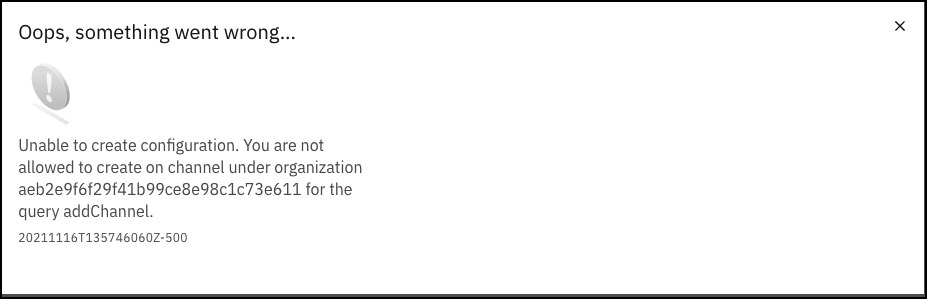 Oops, something went wrong...
Unable to create configuration. You are not
allowed to create on channel under organization
aeb2e9f6f29f41b99ce8e98c1c73e611 for the
query addChannel.
20211116T135746060Z-500